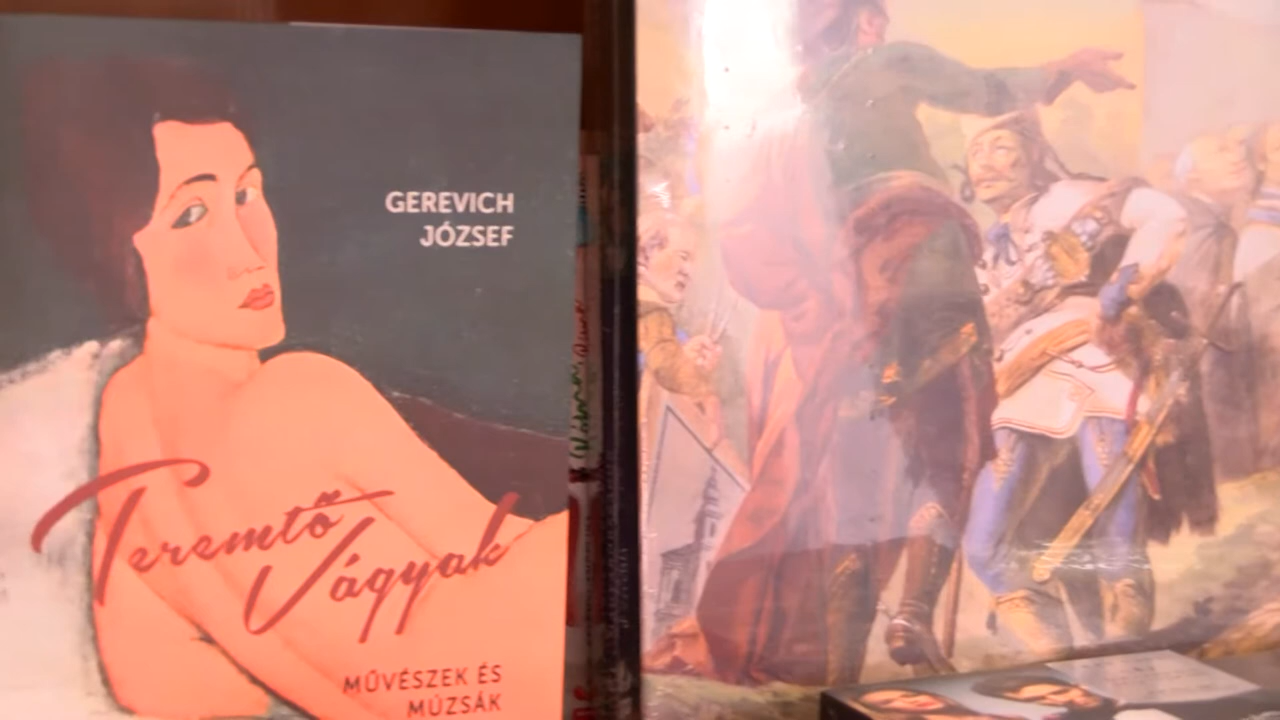 GEREVICH
JÓZSEF
Teremtő
Vágyak
MŰVÉSZEK ÉS
MÚZSÁK